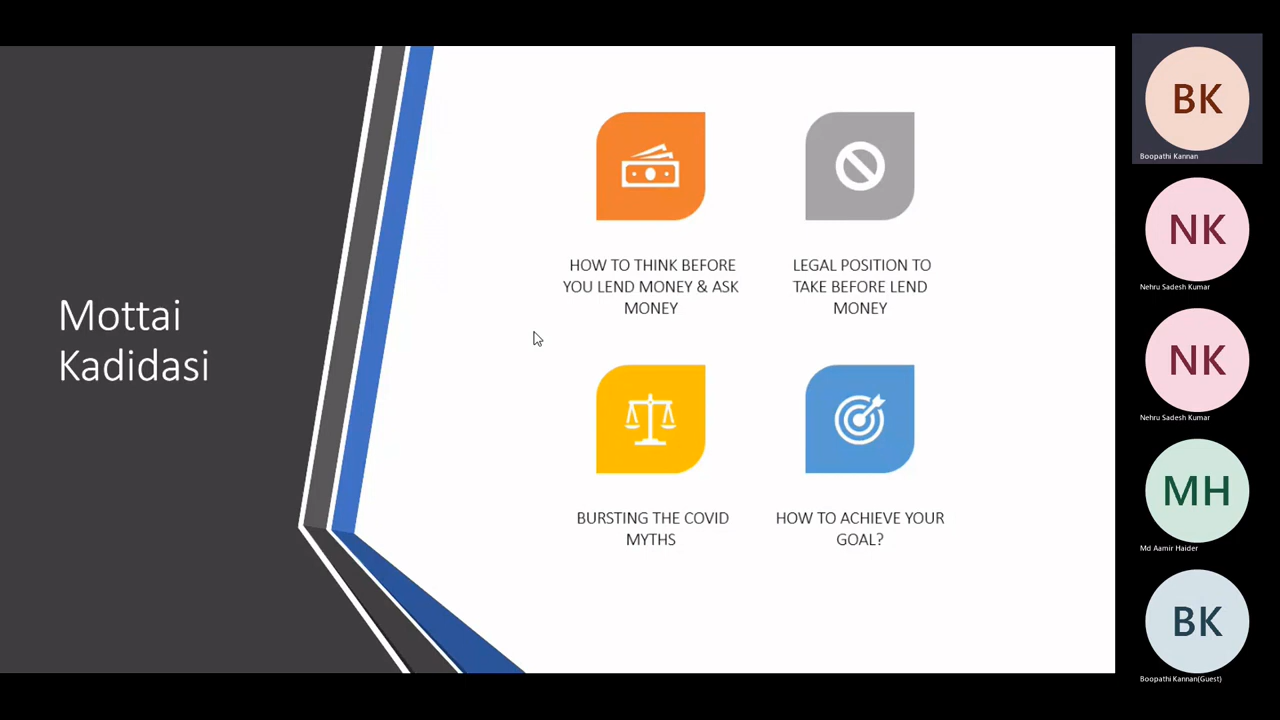 Mottai
Kadidasi
HOW TO THINK BEFORE
YOU LEND MONEY & ASK
MONEY
LEGAL POSITION TO
TAKE BEFORE LEND
MONEY
BURSTING THE COVID
MYTHS
HOW TO ACHIEVE YOUR
GOAL?
BK
Boopathi Kannan
NK
Nehru Sadesh Kumar
NK
Nehru Sadesh Kumar
MH
Md Aamir Haider
BK
Boopathi Kannan(Guest)